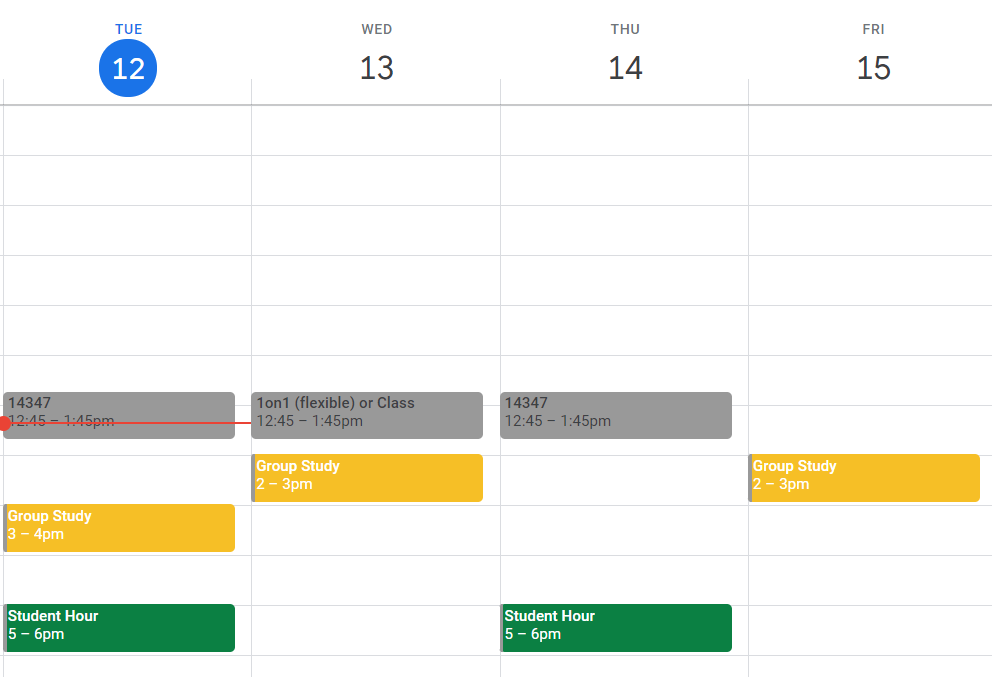 TUE
12
WED
13
THU
14
FRI
15
14347
12:45 – 1:45pm
1on1 (flexible) or Class
12:45 – 1:45pm
14347
12:45 – 1:45pm
Group Study
2 – 3pm
Group Study
2 – 3pm
Group Study
3 – 4pm
Student Hour
5 – 6pm
Student Hour
5 – 6pm